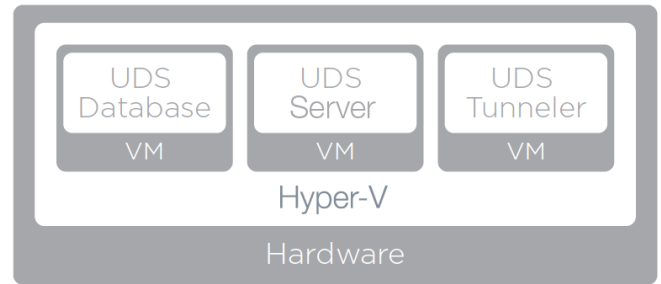 UDS
Database
VM
UDS
Server
VM
UDS
Tunneler
VM
Hyper-V
Hardware